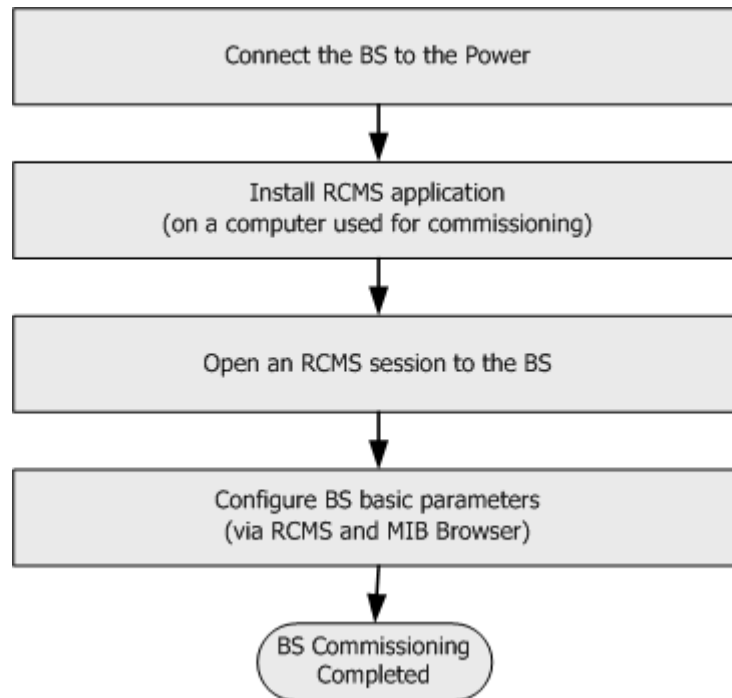 Connect the BS to the Power
Install RCMS application
(on a computer used for commissioning)
Open an RCMS session to the BS
Configure BS basic parameters
(via RCMS and MIB Browser)
BS Commissioning
Completed